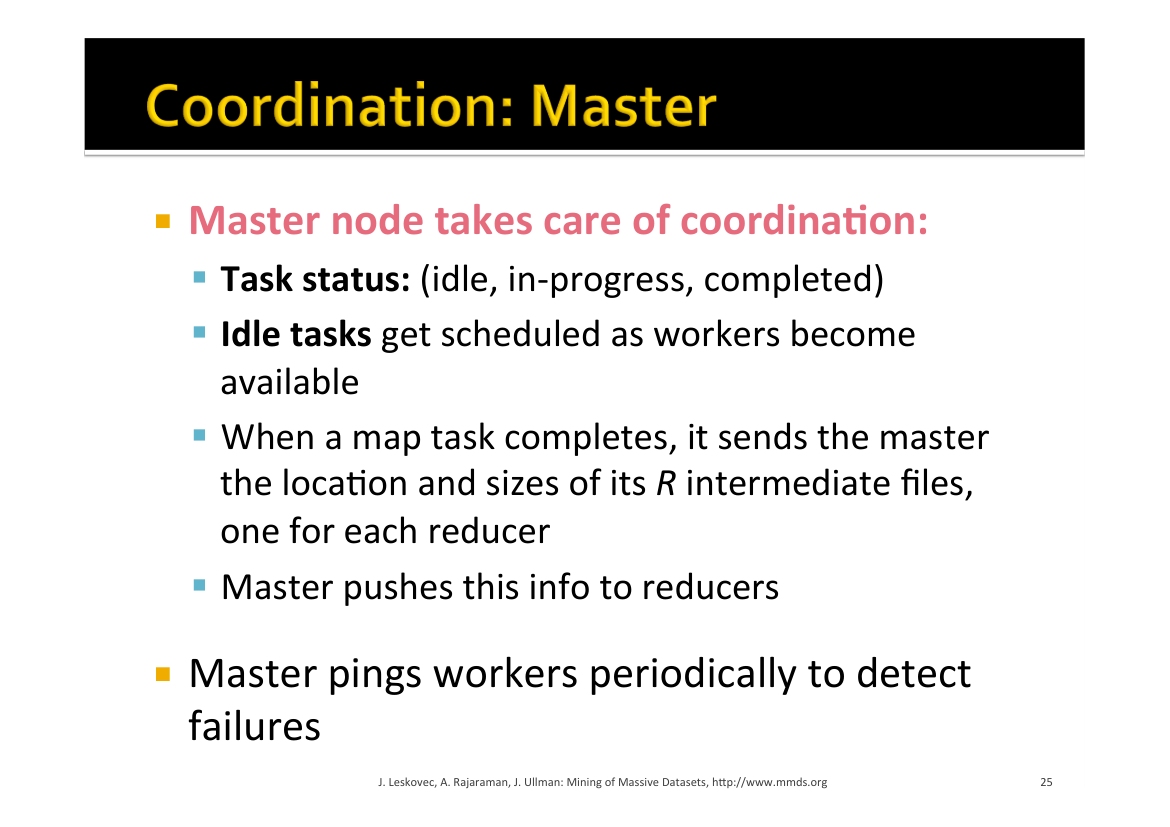 Coordination: Master
Master node takes care of coordination:
Task status: (idle, in-progress, completed)
Idle tasks get scheduled as workers become
available
When a map task completes, it sends the master
the location and sizes of its R intermediate files,
one for each reducer
Master pushes this info to reducers
Master pings workers periodically to detect
failures
J. Leskovec, A. Rajaraman, J. Ullman: Mining of Massive Datasets, http://www.mmds.org
25